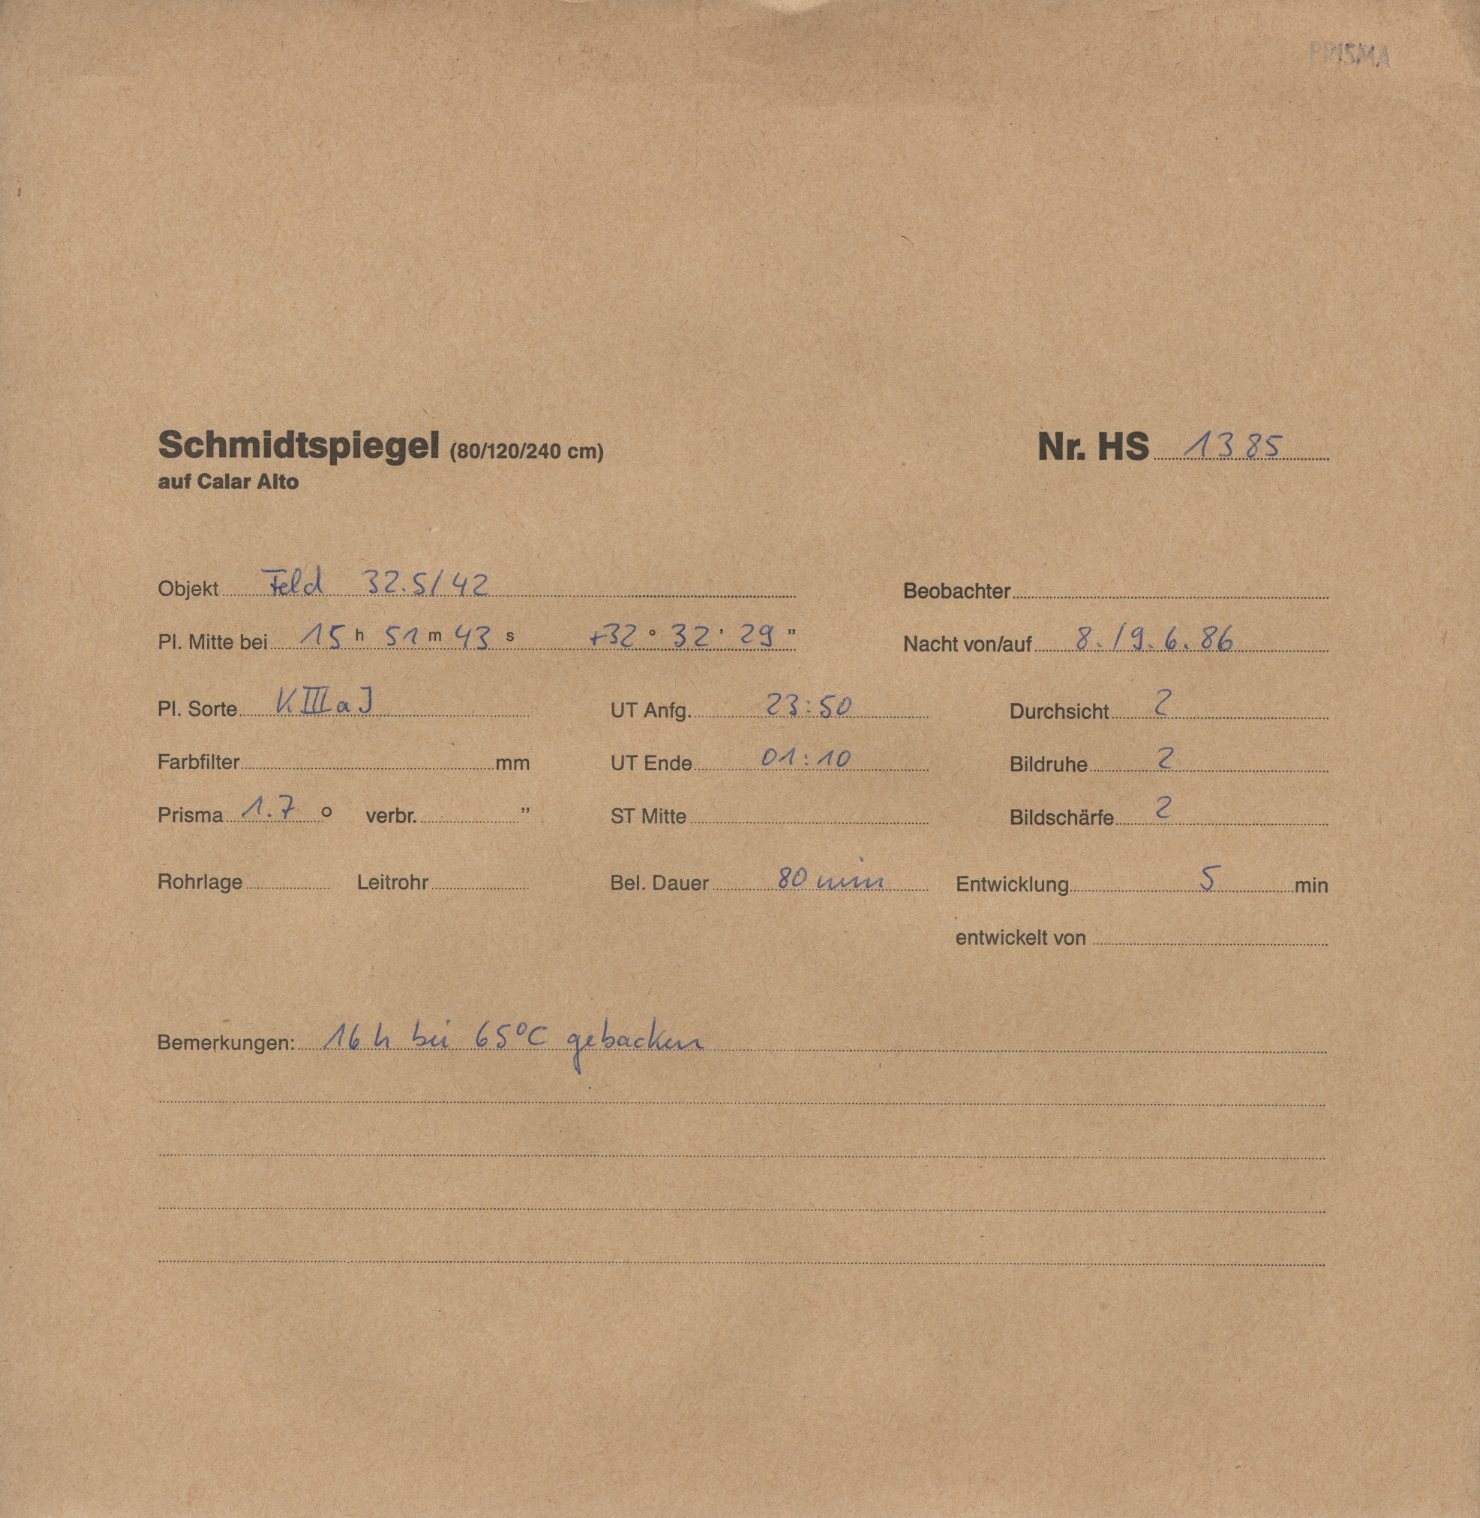 PRISMA
Schmidtspiegel (80/120/240 cm) Nr. HS 1385
auf Calar Alto
Objekt Feld 32.5/42 Beobachter
Pl. Mitte bei 15 h 51 m 43 s +32 ° 32 ' 29 " Nacht von/auf 8./9.6.86
Pl. Sorte KIIIaJ UT Anfg. 23:50 Durchsicht 2
Farbfilter mm UT Ende 01:10 Bildruhe 2
Prisma 1.7 ° verbr. " ST Mitte Bildschärfe 2
Rohrlage Leitrohr Bel. Dauer 80 min Entwicklung 5 min
entwickelt von
Bemerkungen: 16 h bei 65°C gebacken